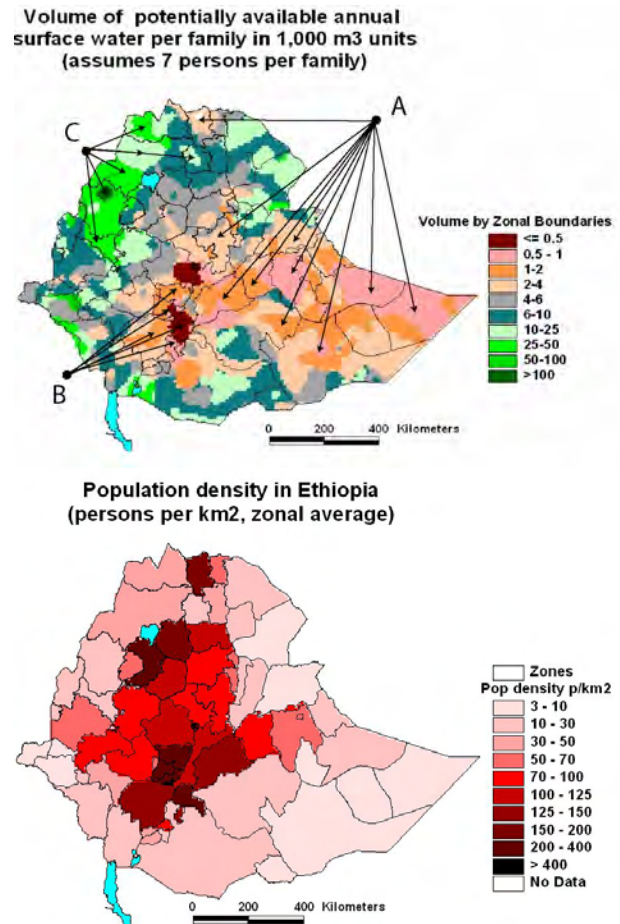 Volume of potentially available annual
surface water per family in 1,000 m3 units
(assumes 7 persons per family)
A
C
B
Volume by Zonal Boundaries
<= 0.5
0.5 - 1
1-2
2-4
4-6
6-10
10-25
25-50
50-100
>100
0 200 400 Kilometers
Population density in Ethiopia
(persons per km2, zonal average)
Zones
Pop density p/km2
3 - 10
10 - 30
30 - 50
50 - 70
70 - 100
100 - 125
125 - 150
150 - 200
200 - 400
> 400
No Data
0 200 400 Kilometers